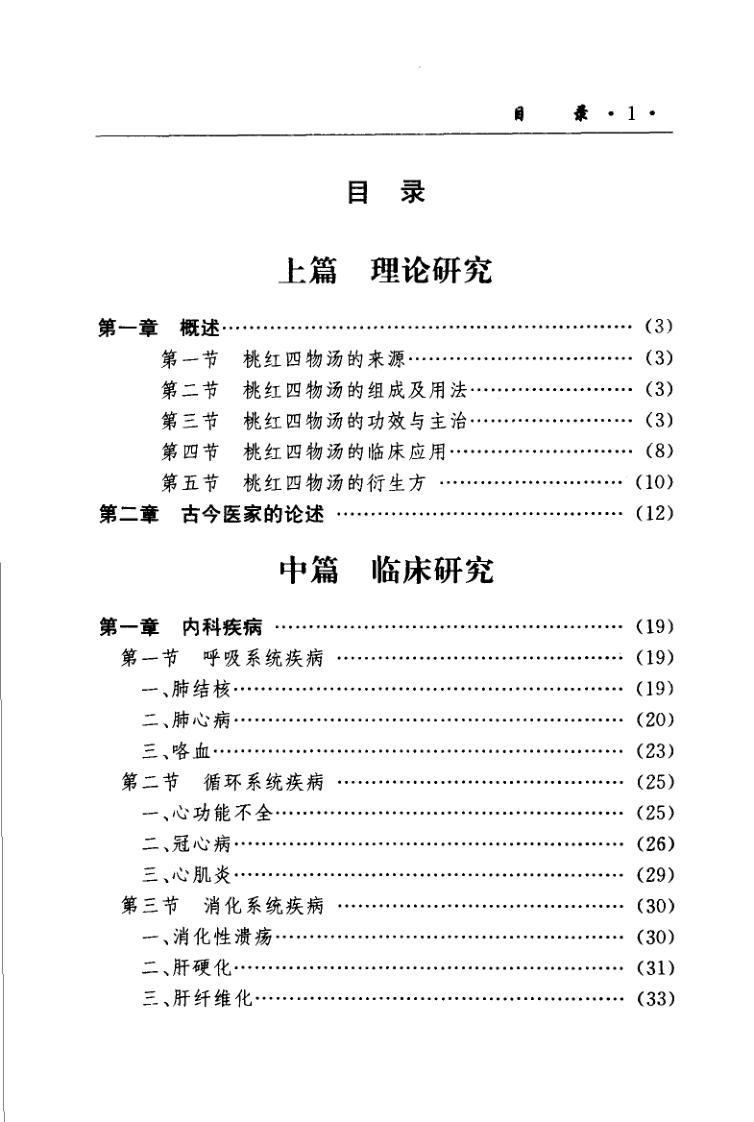 目 录 · 1 ·
目 录
上篇 理论研究
第一章 概述…………………………………………………… (3)
第一节 桃红四物汤的来源…………………………… (3)
第二节 桃红四物汤的组成及用法…………………… (3)
第三节 桃红四物汤的功效与主治…………………… (3)
第四节 桃红四物汤的临床应用……………………… (8)
第五节 桃红四物汤的衍生方 ……………………… (10)
第二章 古今医家的论述 …………………………………… (12)
中篇 临床研究
第一章 内科疾病 …………………………………………… (19)
第一节 呼吸系统疾病 …………………………………… (19)
一、肺结核………………………………………………… (19)
二、肺心病………………………………………………… (20)
三、咯血…………………………………………………… (23)
第二节 循环系统疾病 …………………………………… (25)
一、心功能不全…………………………………………… (25)
二、冠心病………………………………………………… (26)
三、心肌炎………………………………………………… (29)
第三节 消化系统疾病 …………………………………… (30)
一、消化性溃疡…………………………………………… (30)
二、肝硬化………………………………………………… (31)
三、肝纤维化……………………………………………… (33)